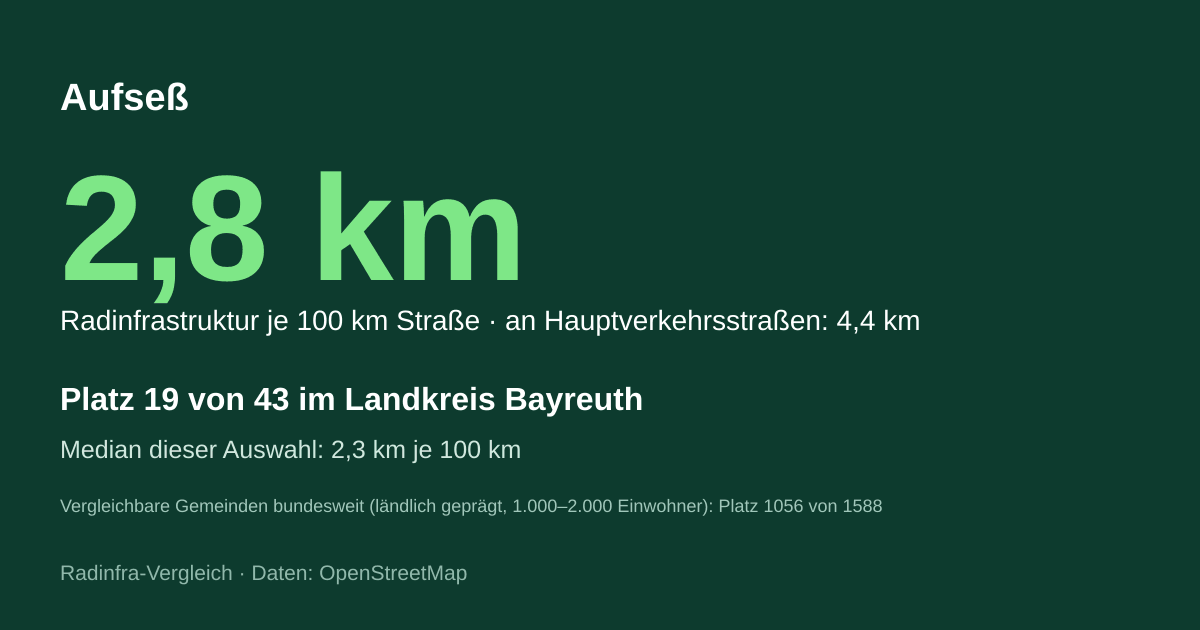 Aufseß
2,8 km
Radinfrastruktur je 100 km Straße · an Hauptverkehrsstraßen: 4,4 km
Platz 19 von 43 im Landkreis Bayreuth
Median dieser Auswahl: 2,3 km je 100 km
Vergleichbare Gemeinden bundesweit (ländlich geprägt, 1.000–2.000 Einwohner): Platz 1056 von 1588
Radinfra-Vergleich · Daten: OpenStreetMap